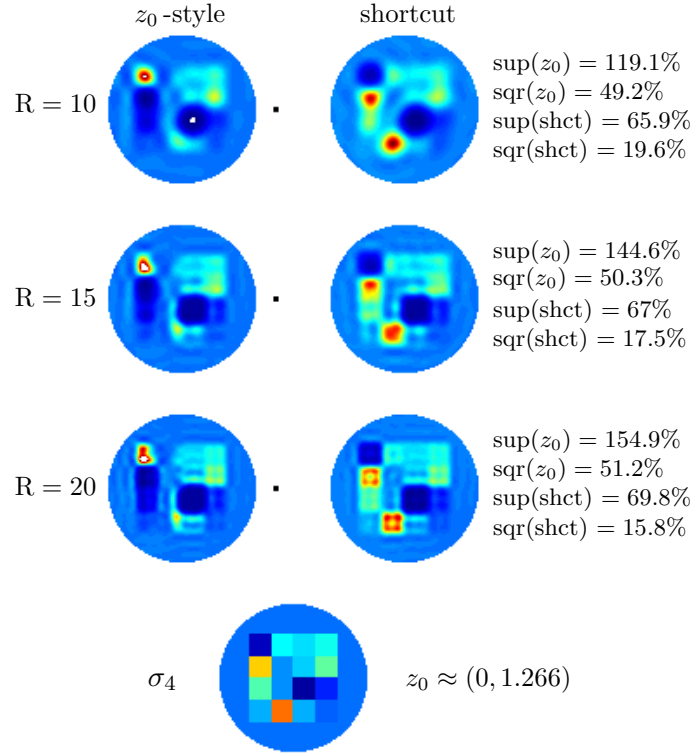 z₀ -style shortcut
R = 10
sup(z₀) = 119.1%
sqr(z₀) = 49.2%
sup(shct) = 65.9%
sqr(shct) = 19.6%
R = 15
sup(z₀) = 144.6%
sqr(z₀) = 50.3%
sup(shct) = 67%
sqr(shct) = 17.5%
R = 20
sup(z₀) = 154.9%
sqr(z₀) = 51.2%
sup(shct) = 69.8%
sqr(shct) = 15.8%
σ₄ z₀ ≈ (0, 1.266)